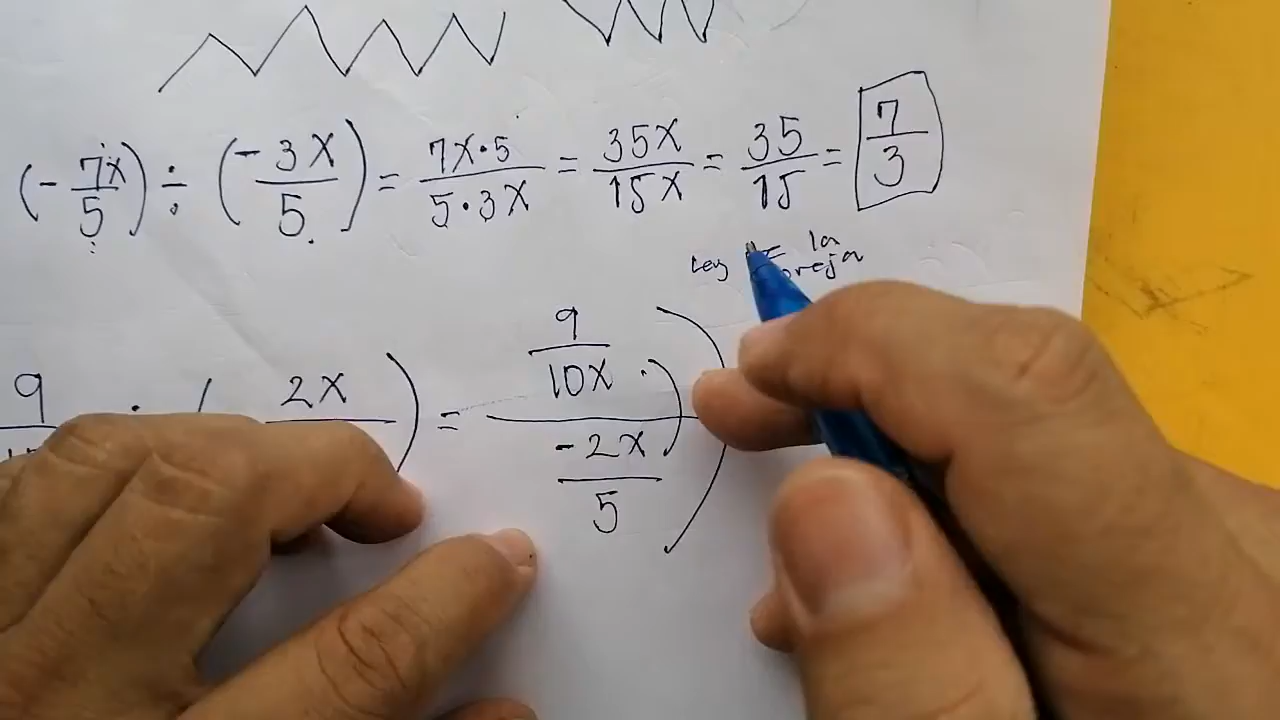 (-7x/5) ÷ (-3x/5) = 7x·5/5·3x = 35x/15x = 35/15 = 7/3
Ley la
oreja
9 2x = 9/10x / -2x/5